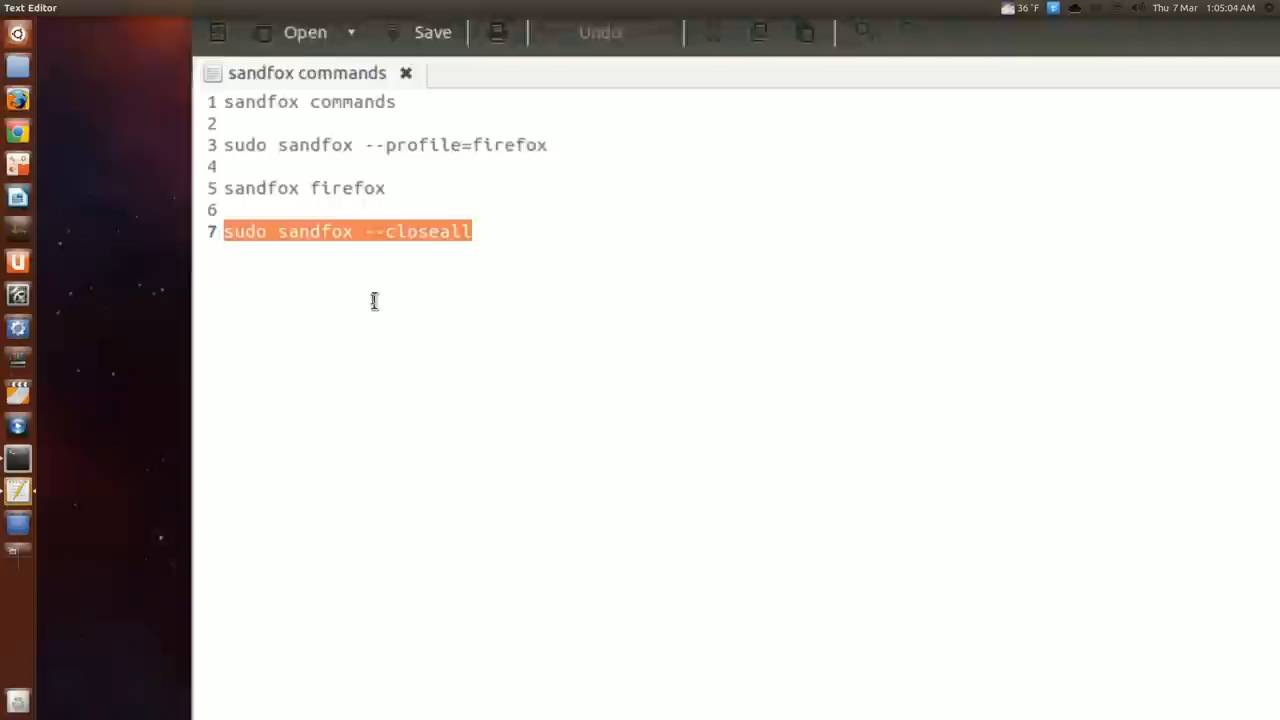 Text Editor
36 °F
Thu 7 Mar 1:05:04 AM
Open
Save
Undo
sandfox commands
1 sandfox commands
2
3 sudo sandfox --profile=firefox
4
5 sandfox firefox
6
7 sudo sandfox --closeall